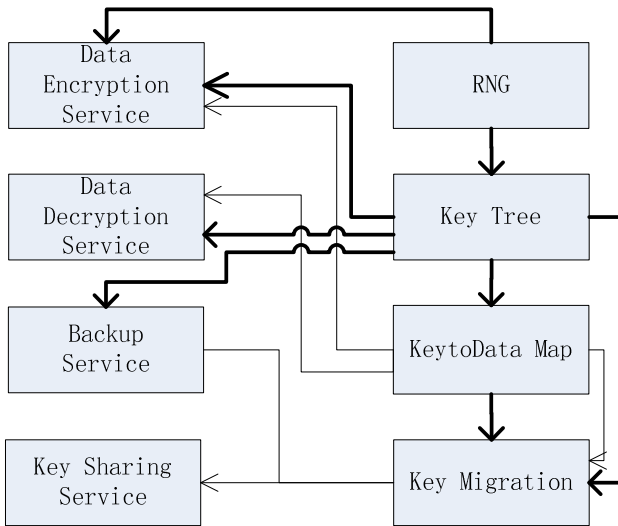 Data
Encryption
Service
RNG
Data
Decryption
Service
Key Tree
Backup
Service
KeytoData Map
Key Sharing
Service
Key Migration